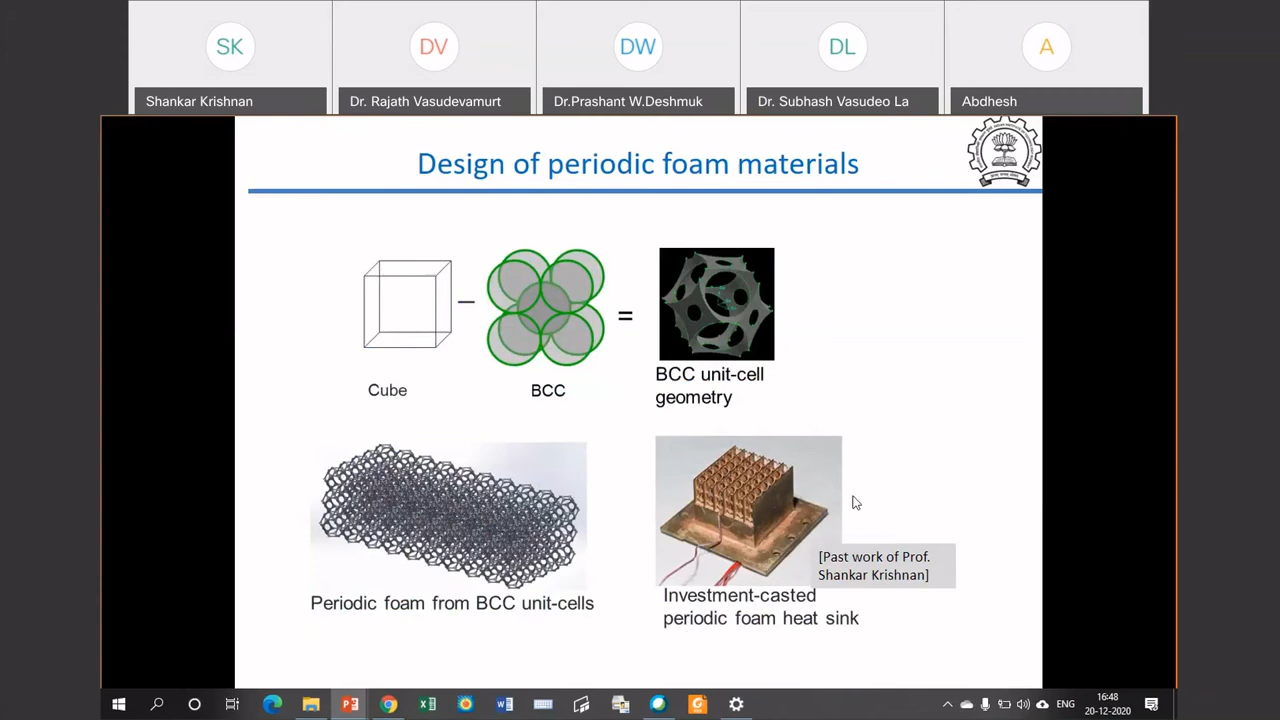 SK
DV
DW
DL
A
Shankar Krishnan
Dr. Rajath Vasudevamurt
Dr.Prashant W.Deshmuk
Dr. Subhash Vasudeo La
Abdhesh
Design of periodic foam materials
−
=
Cube
BCC
BCC unit-cell
geometry
[Past work of Prof.
Shankar Krishnan]
Periodic foam from BCC unit-cells
Investment-casted
periodic foam heat sink
ENG
16:48
20-12-2020